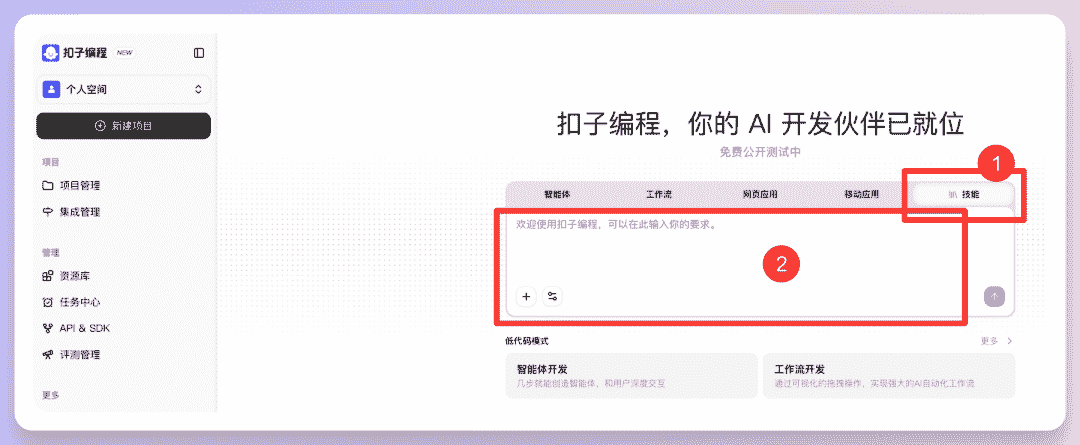 扣子编程 NEW
个人空间
新建项目
项目
项目管理
集成管理
管理
资源库
任务中心
API & SDK
评测管理
更多
扣子编程，你的 AI 开发伙伴已就位
免费公开测试中
1
智能体 工作流 网页应用 移动应用 技能
欢迎使用扣子编程，可以在此输入你的要求。
2
低代码模式 更多
智能体开发
几步就能创造智能体，和用户深度交互
工作流开发
通过可视化的拖拽操作，实现强大的AI自动化工作流